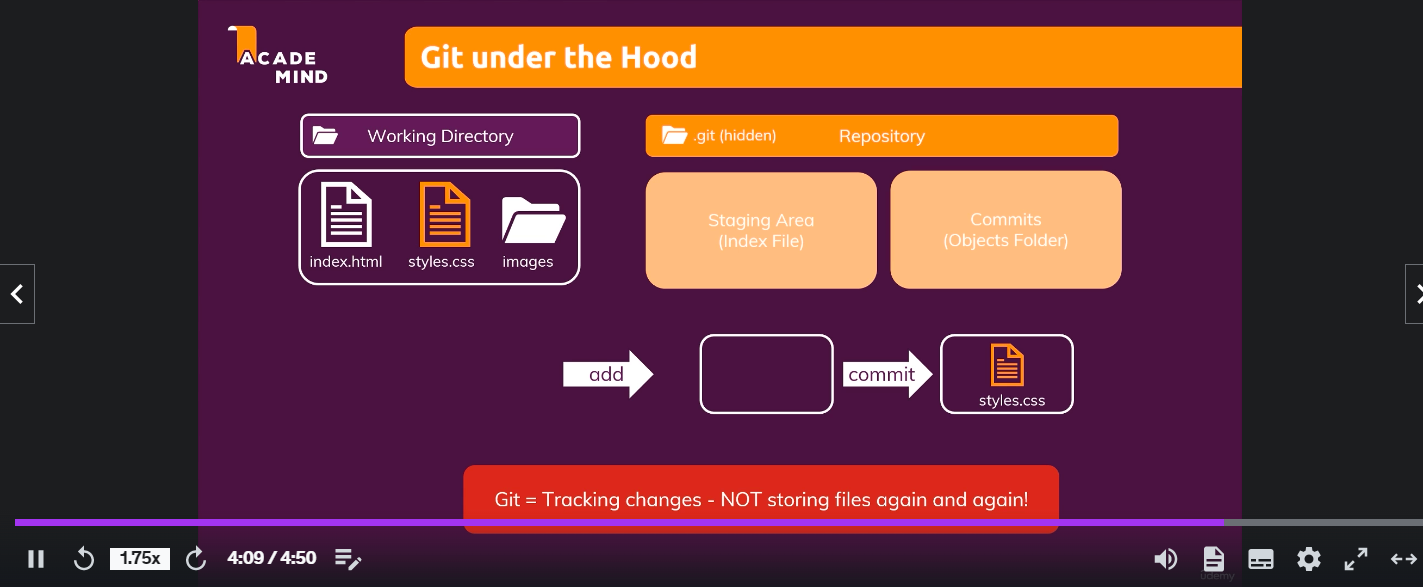 ACADE
MIND
Git under the Hood
Working Directory
.git (hidden) Repository
index.html styles.css images
Staging Area
(Index File)
Commits
(Objects Folder)
add
commit
styles.css
Git = Tracking changes - NOT storing files again and again!
1.75x
4:09 / 4:50
udemy